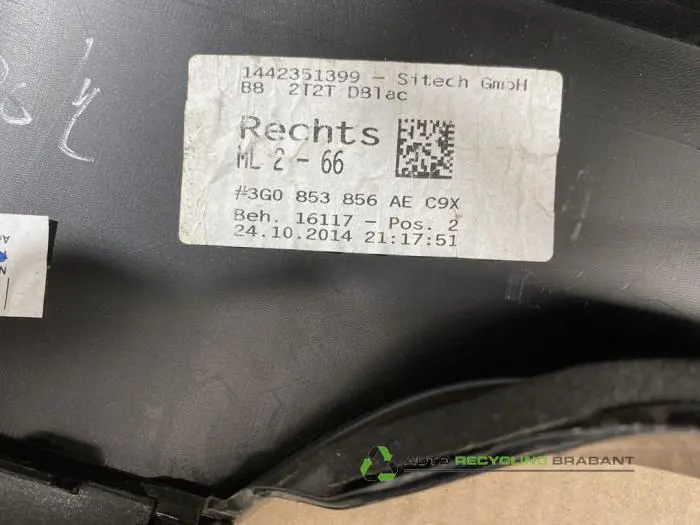 1442351399 - Sitech GmbH
B8 2T2T D81ac
Rechts
ML 2 - 66
#3G0 853 856 AE C9X
Beh. 16117 - Pos. 2
24.10.2014 21:17:51
AUTO RECYCLING BRABANT